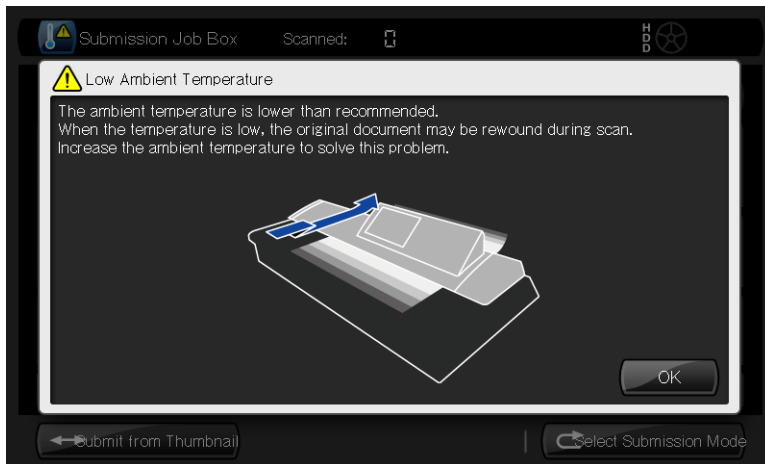 Submission Job Box Scanned: 0 HDD
Low Ambient Temperature
The ambient temperature is lower than recommended.
When the temperature is low, the original document may be rewound during scan.
Increase the ambient temperature to solve this problem.
OK
Submit from Thumbnail Select Submission Mode